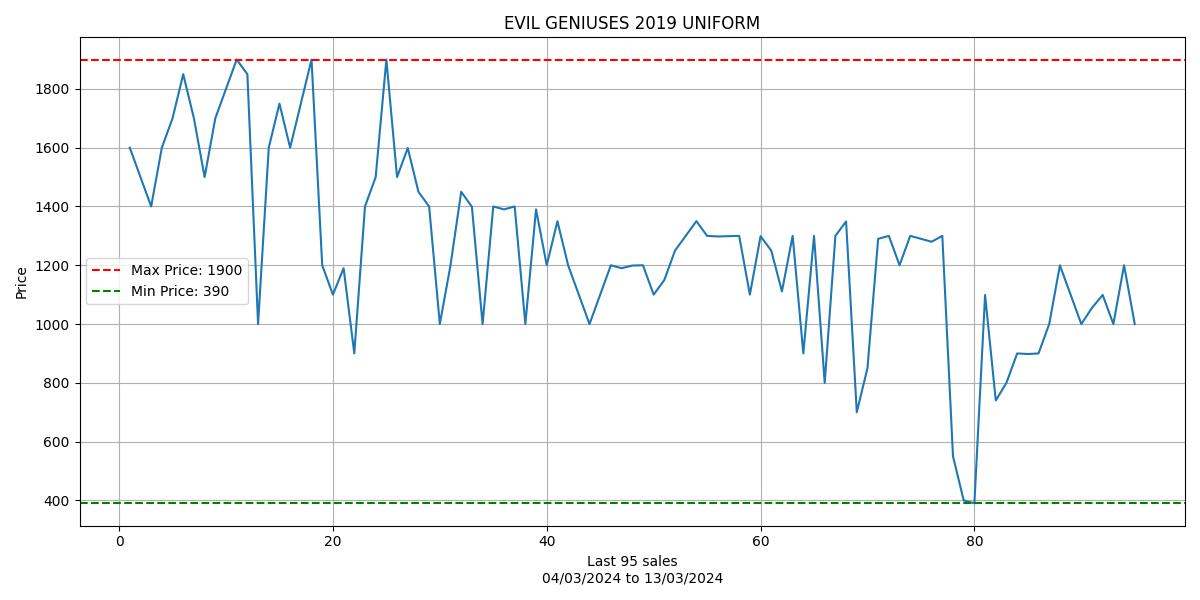 EVIL GENIUSES 2019 UNIFORM
Price
1800
1600
1400
1200
1000
800
600
400
Max Price: 1900
Min Price: 390
0 20 40 60 80
Last 95 sales
04/03/2024 to 13/03/2024